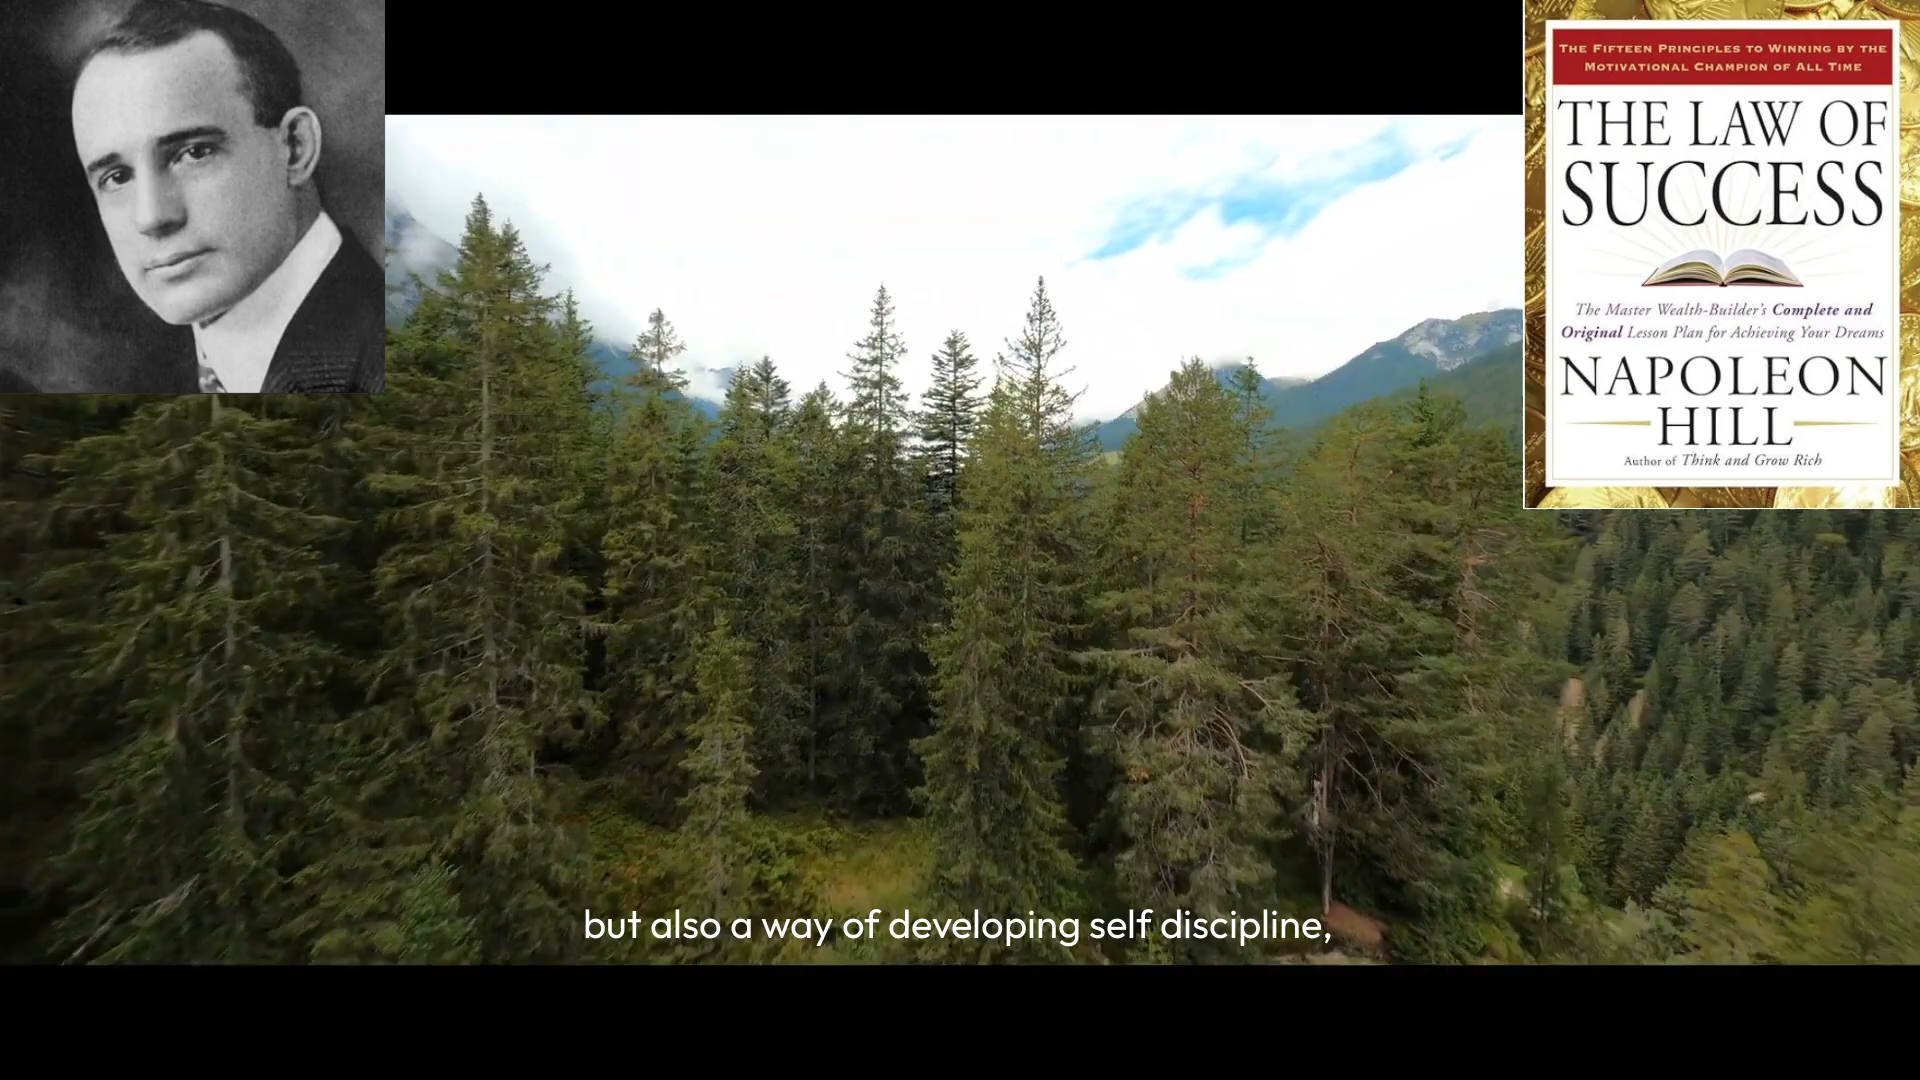 THE FIFTEEN PRINCIPLES TO WINNING BY THE
MOTIVATIONAL CHAMPION OF ALL TIME
THE LAW OF
SUCCESS
The Master Wealth-Builder's Complete and
Original Lesson Plan for Achieving Your Dreams
NAPOLEON
HILL
Author of Think and Grow Rich
but also a way of developing self discipline,